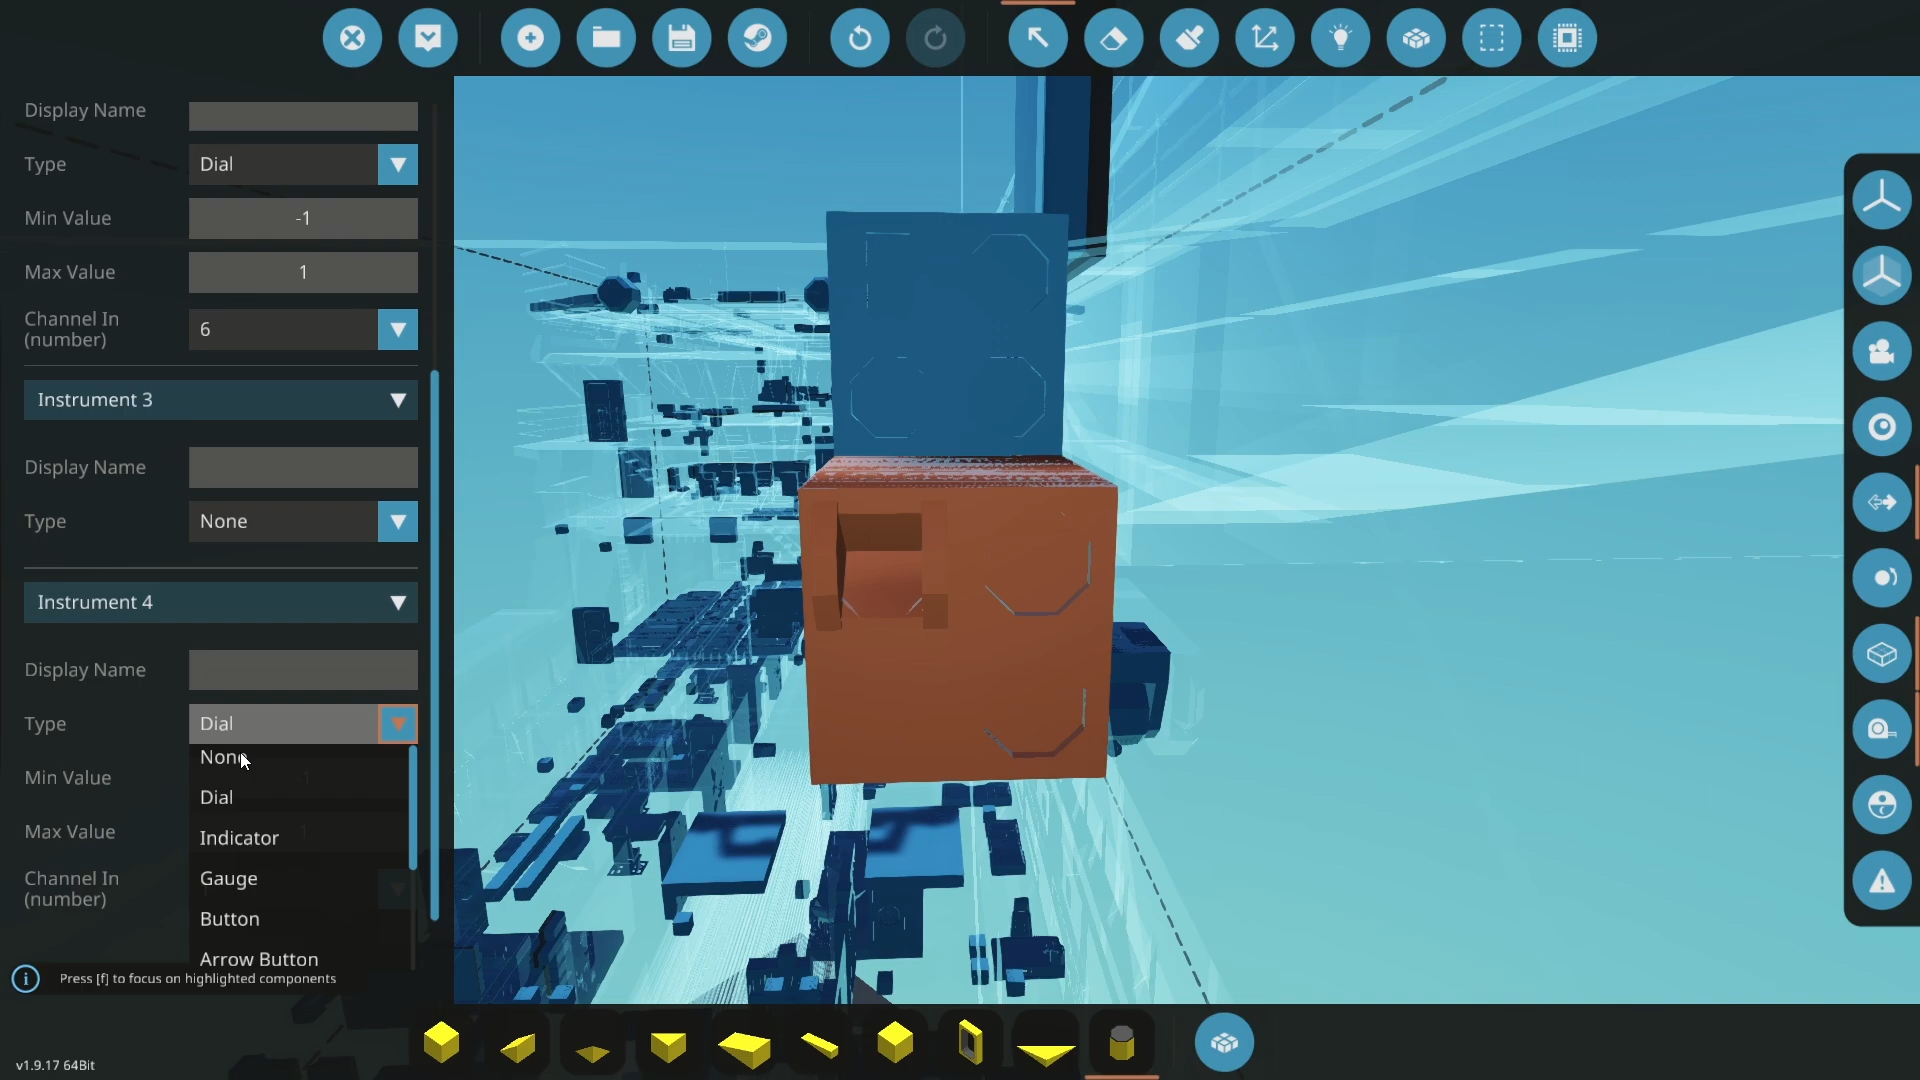 Display Name
Type
Dial
Min Value
-1
Max Value
1
Channel In
(number)
6
Instrument 3
Display Name
Type
None
Instrument 4
Display Name
Type
Dial
None
Min Value
Dial
Max Value
Indicator
Channel In
(number)
Gauge
Button
Arrow Button
Press [f] to focus on highlighted components
v1.9.17 64Bit